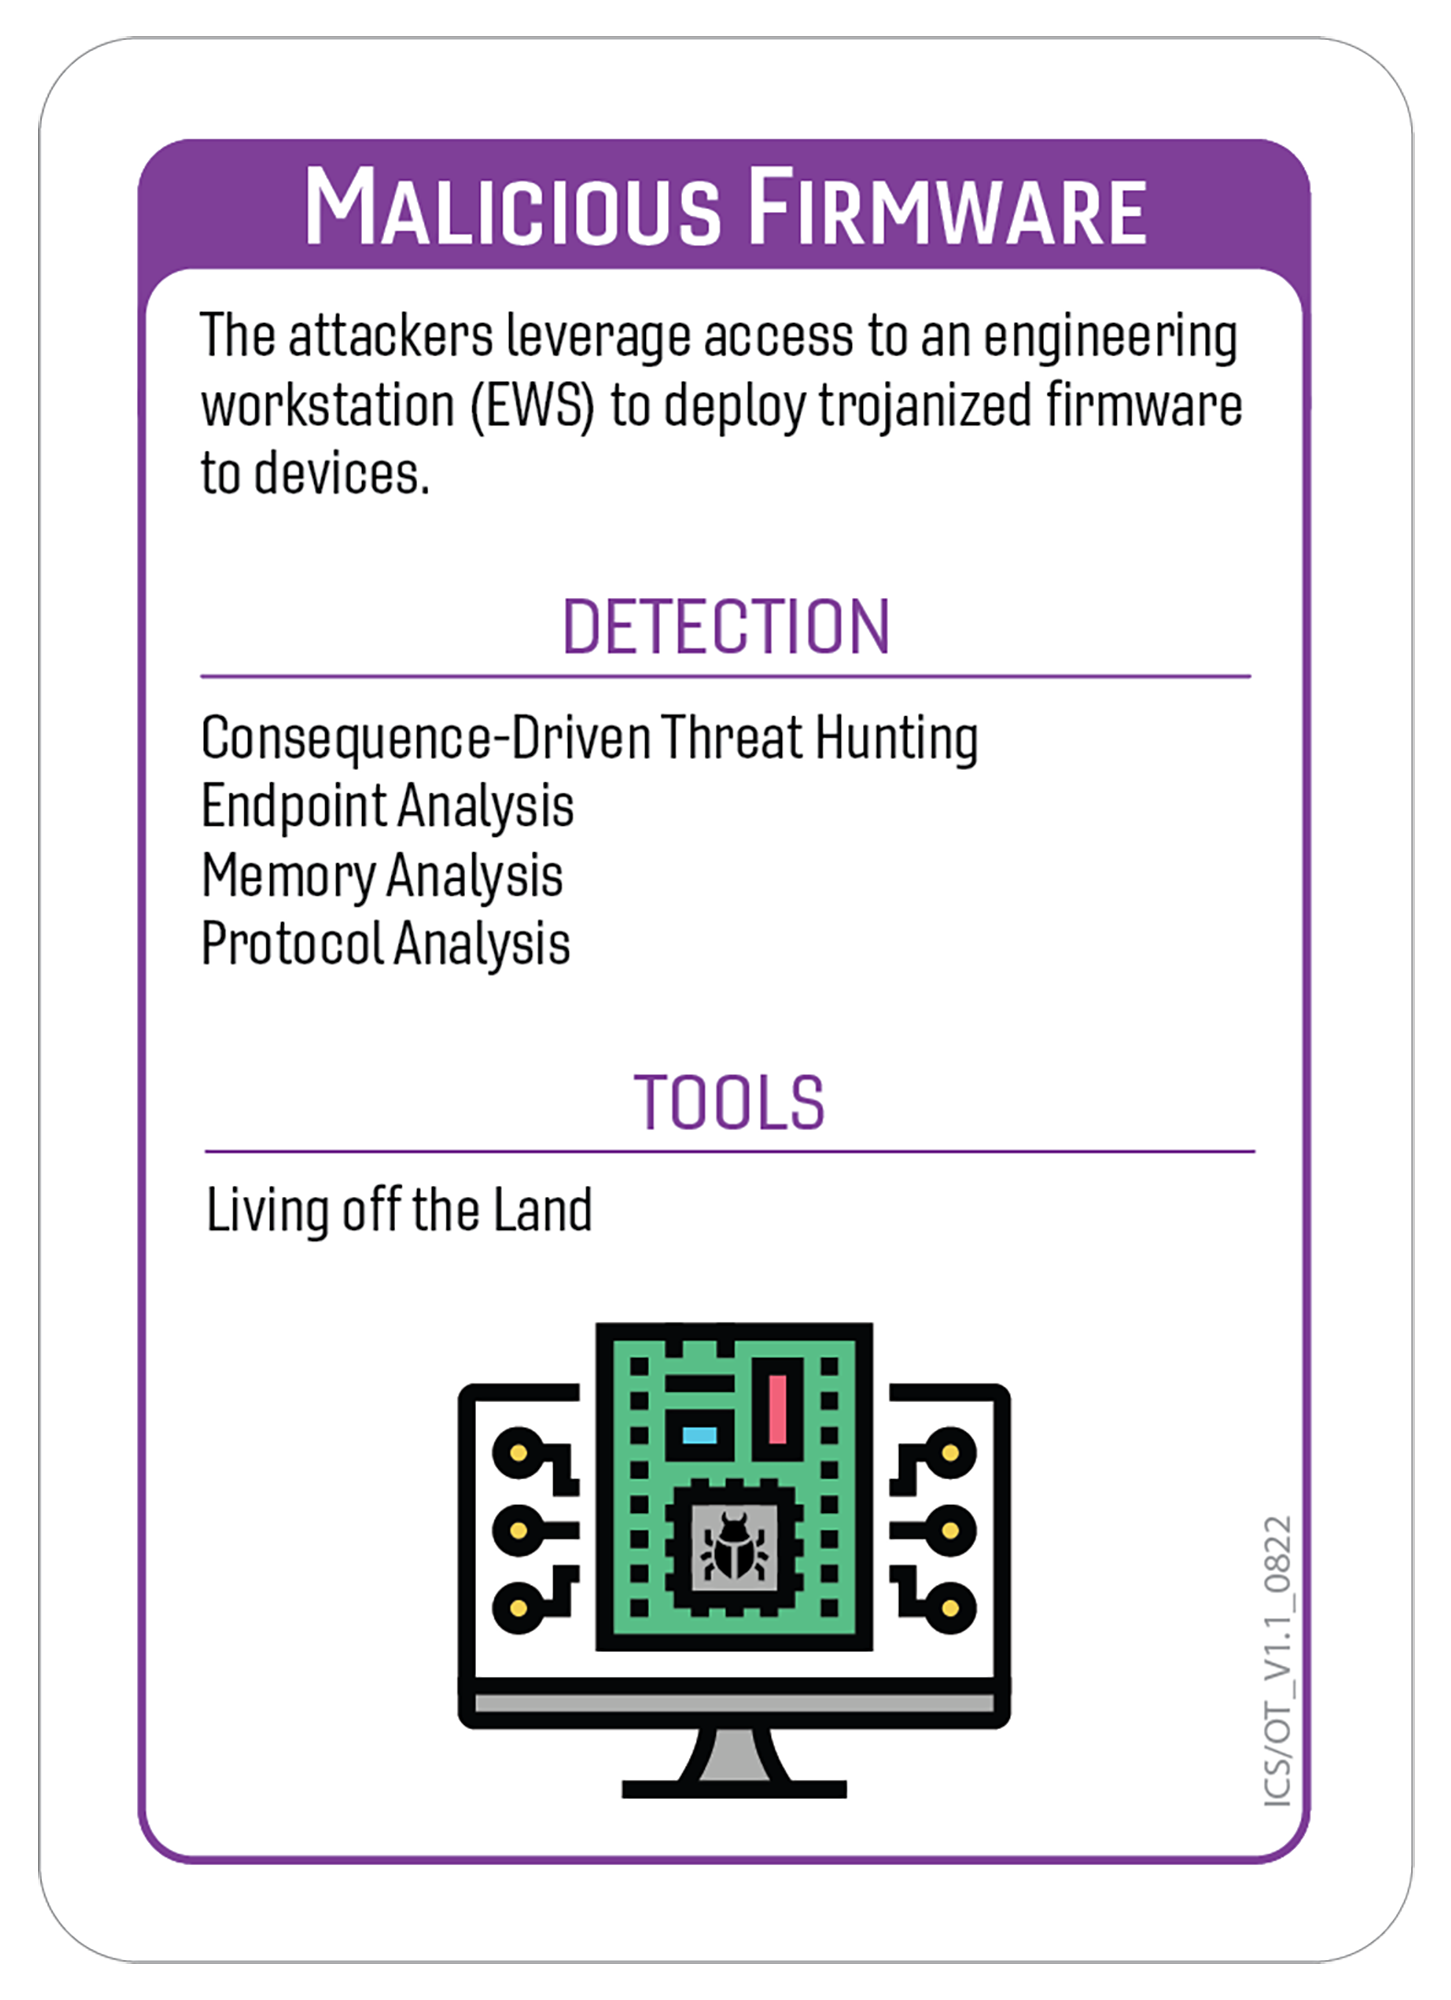 MALICIOUS FIRMWARE
The attackers leverage access to an engineering
workstation (EWS) to deploy trojanized firmware
to devices.
DETECTION
Consequence-Driven Threat Hunting
Endpoint Analysis
Memory Analysis
Protocol Analysis
TOOLS
Living off the Land
ICS/OT_V1.1_0822